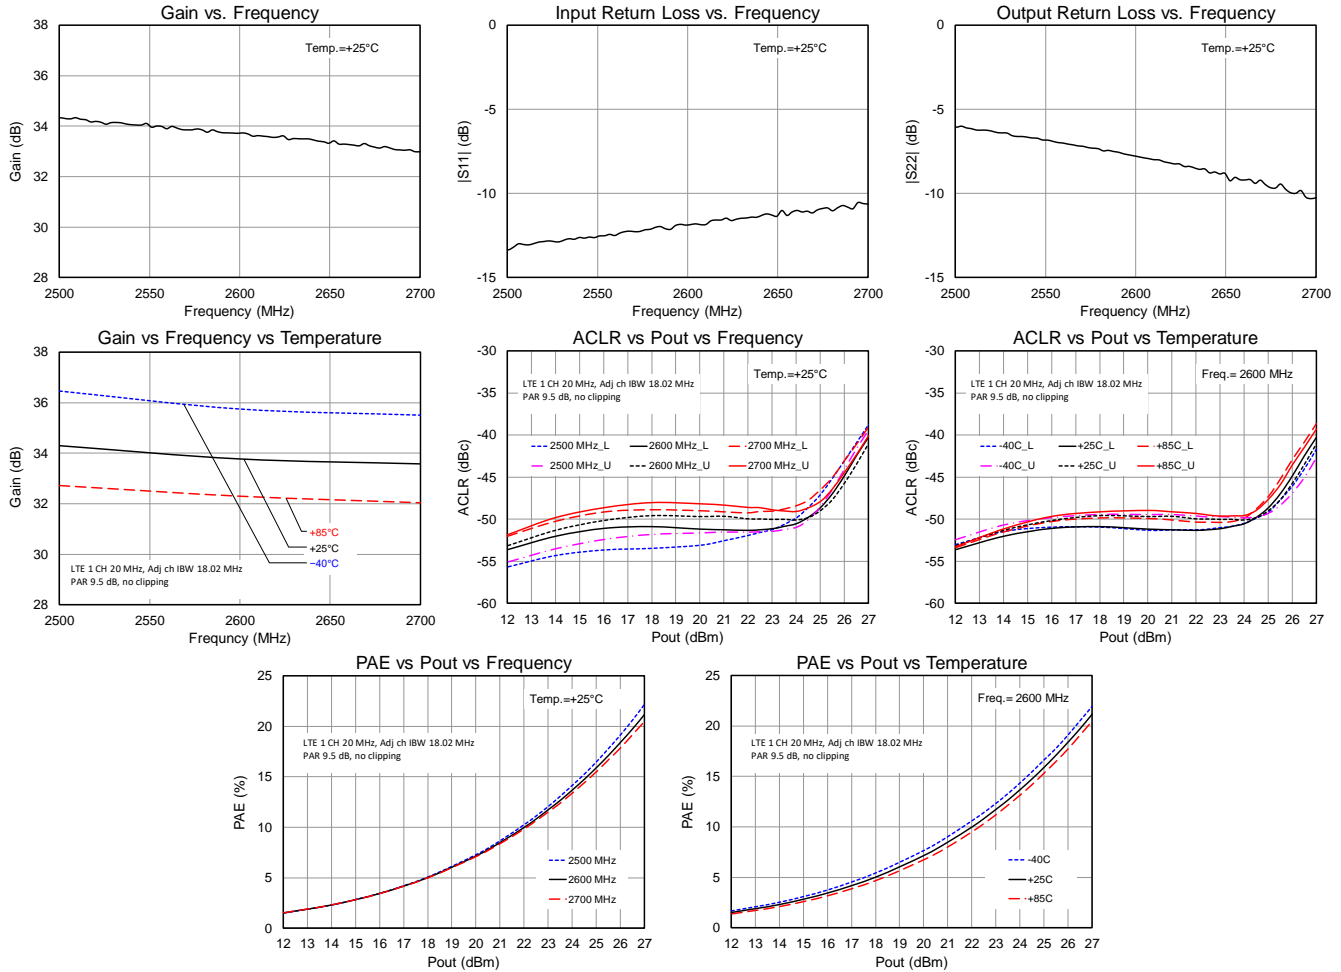 Gain vs. Frequency
38
36
34
32
30
28
Gain (dB)
Temp.=+25°C
2500
2550
2600
2650
2700
Frequency (MHz)
Input Return Loss vs. Frequency
0
-5
-10
-15
|S11| (dB)
Temp.=+25°C
2500
2550
2600
2650
2700
Frequency (MHz)
Output Return Loss vs. Frequency
0
-5
-10
-15
|S22| (dB)
Temp.=+25°C
2500
2550
2600
2650
2700
Frequency (MHz)
Gain vs Frequency vs Temperature
38
36
34
32
30
28
Gain (dB)
+85°C
+25°C
−40°C
LTE 1 CH 20 MHz, Adj ch IBW 18.02 MHz
PAR 9.5 dB, no clipping
2500
2550
2600
2650
2700
Frequncy (MHz)
ACLR vs Pout vs Frequency
-30
-35
-40
-45
-50
-55
-60
ACLR (dBc)
LTE 1 CH 20 MHz, Adj ch IBW 18.02 MHz
PAR 9.5 dB, no clipping
Temp.=+25°C
2500 MHz_L
2600 MHz_L
2700 MHz_L
2500 MHz_U
2600 MHz_U
2700 MHz_U
12 13 14 15 16 17 18 19 20 21 22 23 24 25 26 27
Pout (dBm)
ACLR vs Pout vs Temperature
-30
-35
-40
-45
-50
-55
-60
ACLR (dBc)
LTE 1 CH 20 MHz, Adj ch IBW 18.02 MHz
PAR 9.5 dB, no clipping
Freq.= 2600 MHz
-40C_L
+25C_L
+85C_L
-40C_U
+25C_U
+85C_U
12 13 14 15 16 17 18 19 20 21 22 23 24 25 26 27
Pout (dBm)
PAE vs Pout vs Frequency
25
20
15
10
5
0
PAE (%)
Temp.=+25°C
LTE 1 CH 20 MHz, Adj ch IBW 18.02 MHz
PAR 9.5 dB, no clipping
2500 MHz
2600 MHz
2700 MHz
12 13 14 15 16 17 18 19 20 21 22 23 24 25 26 27
Pout (dBm)
PAE vs Pout vs Temperature
25
20
15
10
5
0
PAE (%)
Freq.= 2600 MHz
LTE 1 CH 20 MHz, Adj ch IBW 18.02 MHz
PAR 9.5 dB, no clipping
-40C
+25C
+85C
12 13 14 15 16 17 18 19 20 21 22 23 24 25 26 27
Pout (dBm)